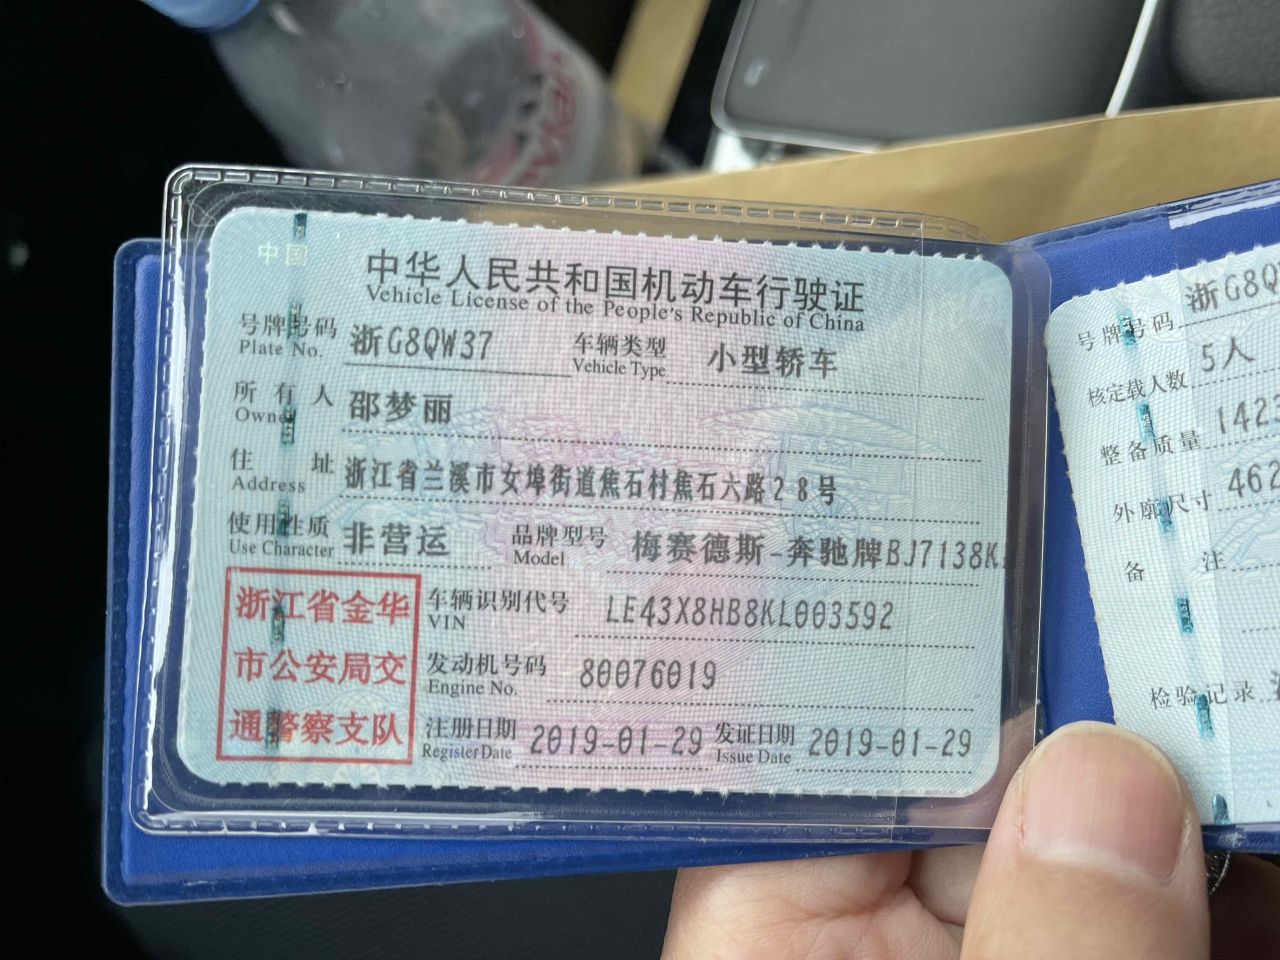 中国
中华人民共和国机动车行驶证
Vehicle License of the People's Republic of China
号牌号码 浙G8QW37 车辆类型 小型轿车
Plate No. Vehicle Type
所有人 邵梦丽
Owner
住址 浙江省兰溪市女埠街道焦石村焦石六路28号
Address
使用性质 非营运 品牌型号 梅赛德斯-奔驰牌BJ7138K
Use Character Model
浙江省金华
市公安局交
通警察支队
车辆识别代号 LE43X8HB8KL003592
VIN
发动机号码 80076019
Engine No.
注册日期 2019-01-29 发证日期 2019-01-29
Register Date Issue Date
号牌号码 浙G8Q
核定载人数 5人
整备质量 1423
外廓尺寸 462
备注
检验记录